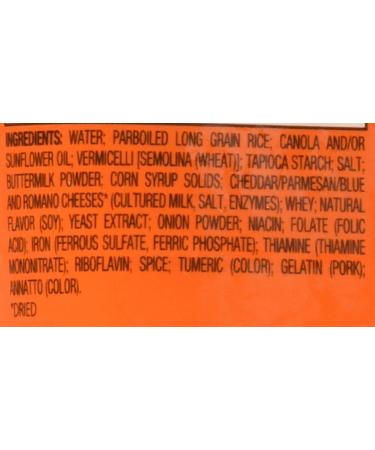 INGREDIENTS: WATER; PARBOILED LONG GRAIN RICE; CANOLA AND/OR
SUNFLOWER OIL; VERMICELLI [SEMOLINA (WHEAT)]; TAPIOCA STARCH; SALT;
BUTTERMILK POWDER; CORN SYRUP SOLIDS; CHEDDAR/PARMESAN/BLUE
AND ROMANO CHEESES* (CULTURED MILK, SALT, ENZYMES); WHEY; NATURAL
FLAVOR (SOY); YEAST EXTRACT; ONION POWDER; NIACIN; FOLATE (FOLIC
ACID); IRON (FERROUS SULFATE, FERRIC PHOSPHATE); THIAMINE (THIAMINE
MONONITRATE); RIBOFLAVIN; SPICE; TUMERIC (COLOR); GELATIN (PORK);
ANNATTO (COLOR).
*DRIED